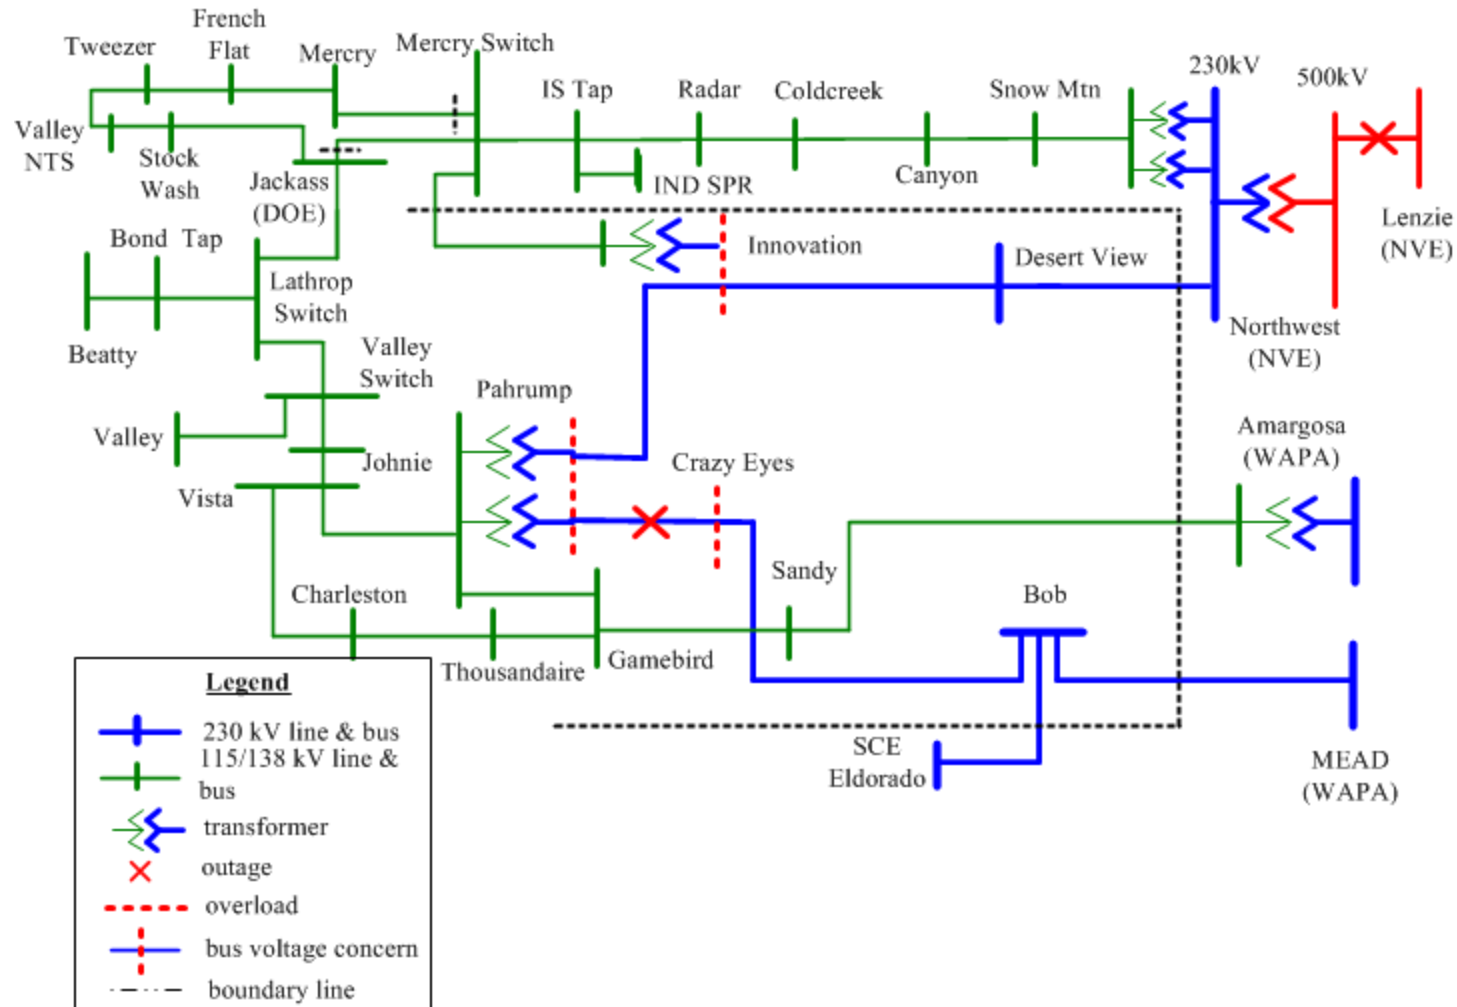 French
Flat
Tweezer
Mercry
Mercry Switch
230kV
500kV
IS Tap
Radar
Coldcreek
Snow Mtn
Valley
NTS
Stock
Wash
Jackass
(DOE)
IND SPR
Canyon
Lenzie
(NVE)
Bond Tap
Innovation
Desert View
Lathrop
Switch
Northwest
(NVE)
Beatty
Valley
Switch
Pahrump
Amargosa
(WAPA)
Valley
Johnie
Crazy Eyes
Vista
Sandy
Charleston
Bob
Thousandaire
Gamebird
SCE
Eldorado
MEAD
(WAPA)
Legend
230 kV line & bus
115/138 kV line &
bus
transformer
outage
overload
bus voltage concern
boundary line